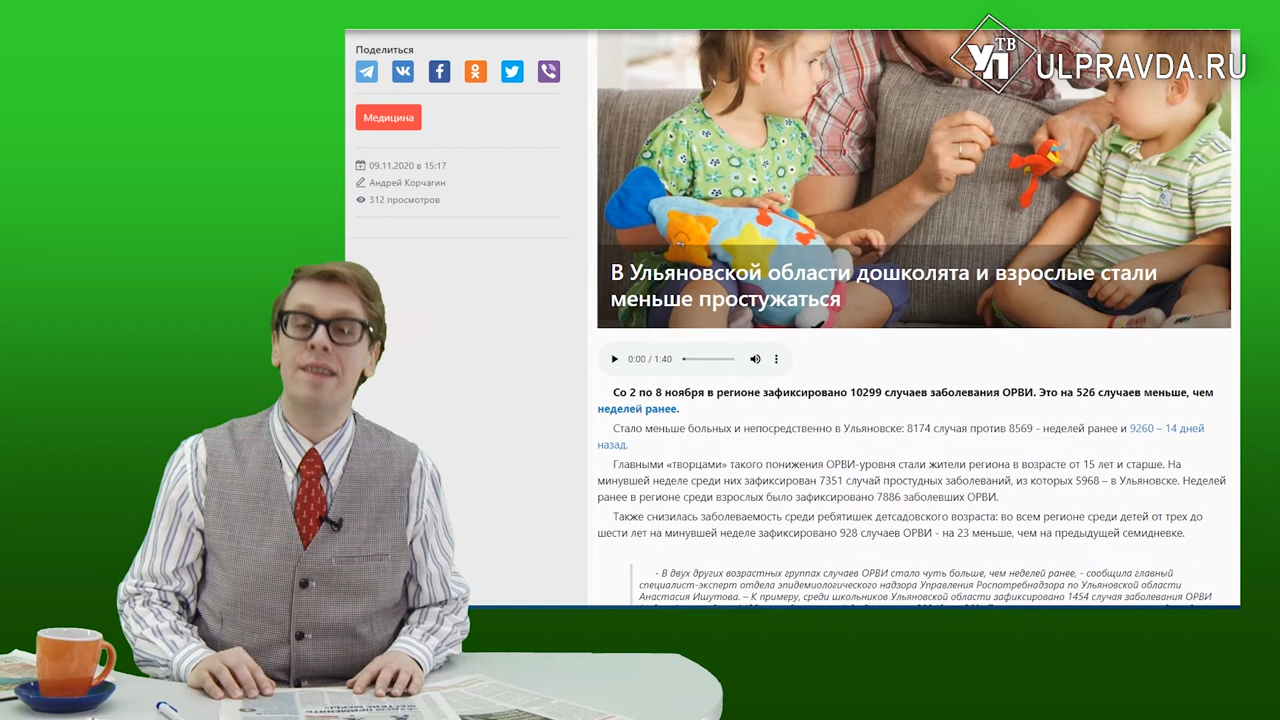 УП ТВ ULPRAVDA.RU
Поделиться
Медицина
09.11.2020 в 15:17
Андрей Корчагин
312 просмотров
В Ульяновской области дошколята и взрослые стали
меньше простужаться
0:00 / 1:40
Со 2 по 8 ноября в регионе зафиксировано 10299 случаев заболевания ОРВИ. Это на 526 случаев меньше, чем
неделей ранее.
Стало меньше больных и непосредственно в Ульяновске: 8174 случая против 8569 - неделей ранее и 9260 – 14 дней
назад.
Главными «творцами» такого понижения ОРВИ-уровня стали жители региона в возрасте от 15 лет и старше. На
минувшей неделе среди них зафиксирован 7351 случай простудных заболеваний, из которых 5968 – в Ульяновске. Неделей
ранее в регионе среди взрослых было зафиксировано 7886 заболевших ОРВИ.
Также снизилась заболеваемость среди ребятишек детсадовского возраста: во всем регионе среди детей от трех до
шести лет на минувшей неделе зафиксировано 928 случаев ОРВИ - на 23 меньше, чем на предыдущей семидневке.
- В двух других возрастных группах случаев ОРВИ стало чуть больше, чем неделей ранее, - сообщила главный
специалист-эксперт отдела эпидемиологического надзора Управления Роспотребнадзора по Ульяновской области
Анастасия Ишутова. – К примеру, среди школьников Ульяновской области зафиксировано 1454 случая заболевания ОРВИ